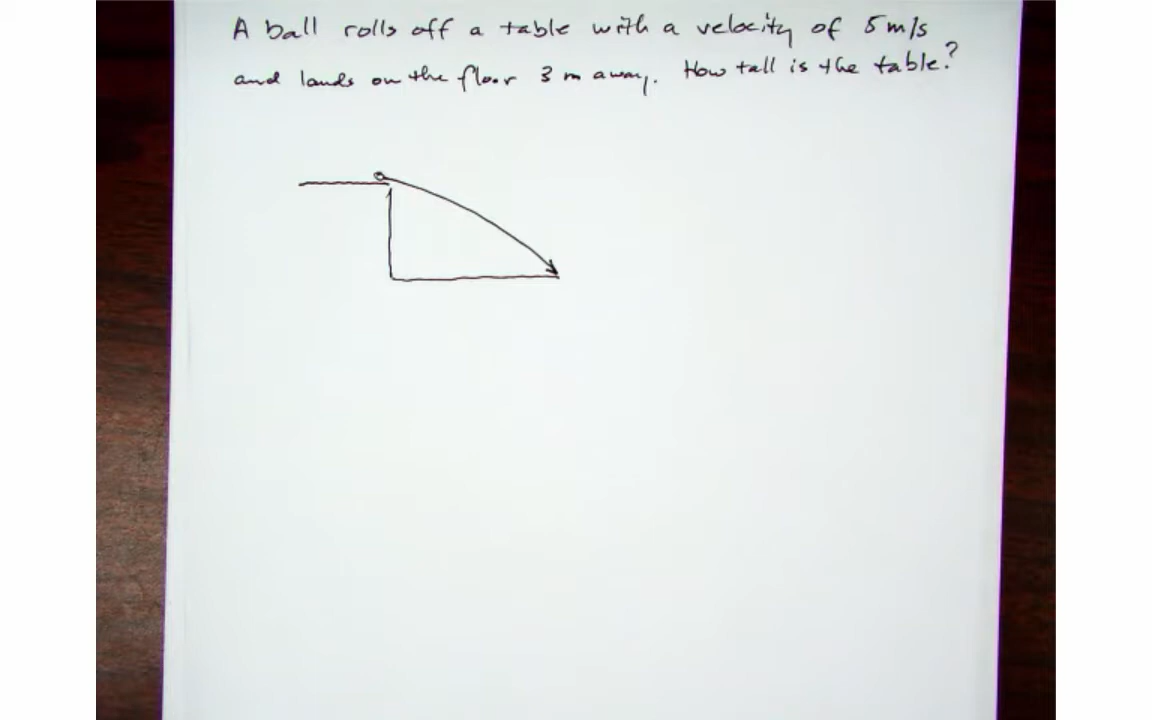 A ball rolls off a table with a velocity of 5 m/s
and lands on the floor 3 m away. How tall is the table?